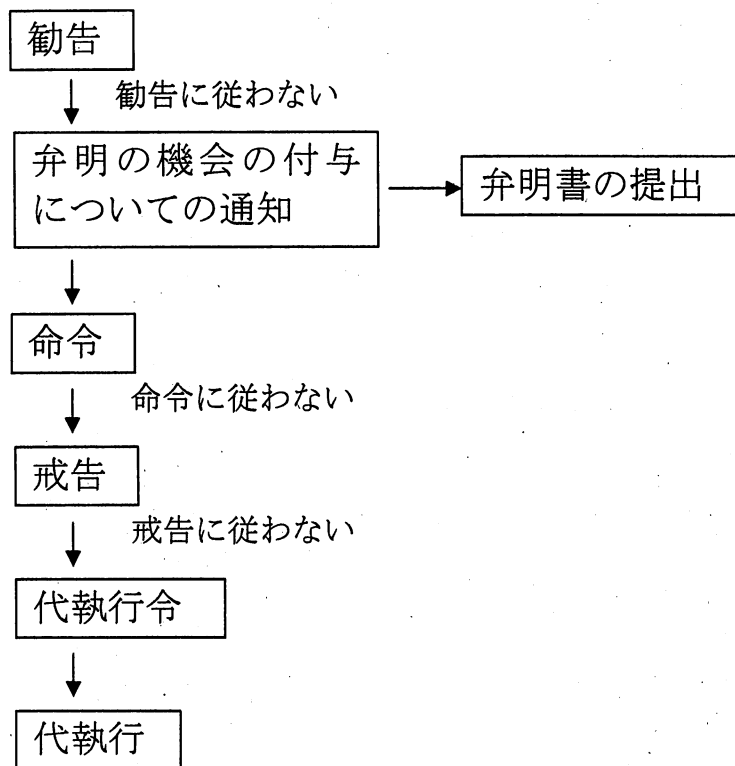 勧告
勧告に従わない
弁明の機会の付与
についての通知
弁明書の提出
命令
命令に従わない
戒告
戒告に従わない
代執行令
代執行